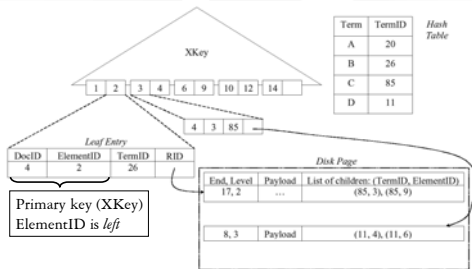 XKey
1 2 3 4 6 9 10 12 14
Term TermID
A 20
B 26
C 85
D 11
Hash
Table
4 3 85
Leaf Entry
DocID ElementID TermID RID
4 2 26
Primary key (XKey)
ElementID is left
Disk Page
End, Level Payload List of children: (TermID, ElementID)
17, 2 ... (85, 3), (85, 9)
8, 3 Payload (11, 4), (11, 6)